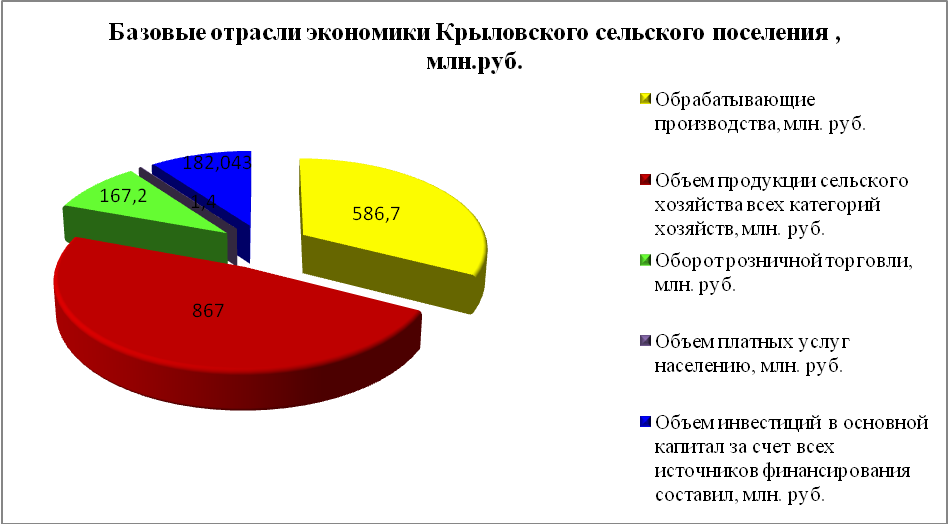 Базовые отрасли экономики Крыловского сельского поселения ,
млн.руб.
182,043
167,2
1,4
586,7
867
Обрабатывающие
производства, млн. руб.
Объем продукции сельского
хозяйства всех категорий
хозяйств, млн. руб.
Оборот розничной торговли,
млн. руб.
Объем платных услуг
населению, млн. руб.
Объем инвестиций в основной
капитал за счет всех
источников финансирования
составил, млн. руб.